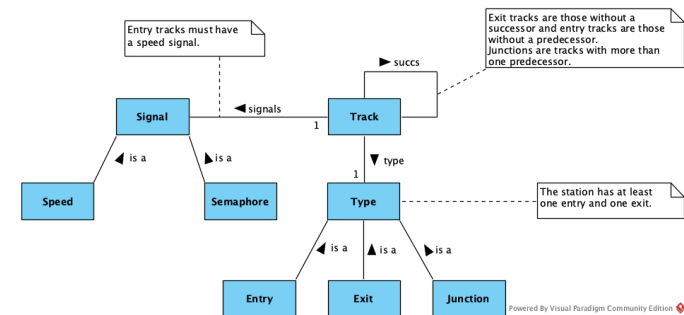 Entry tracks must have
a speed signal.
Exit tracks are those without a
successor and entry tracks are those
without a predecessor.
Junctions are tracks with more than
one predecessor.
succs
Signal
signals
1
Track
is a
is a
type
1
Speed
Semaphore
Type
The station has at least
one entry and one exit.
is a
is a
is a
Entry
Exit
Junction
Powered By Visual Paradigm Community Edition